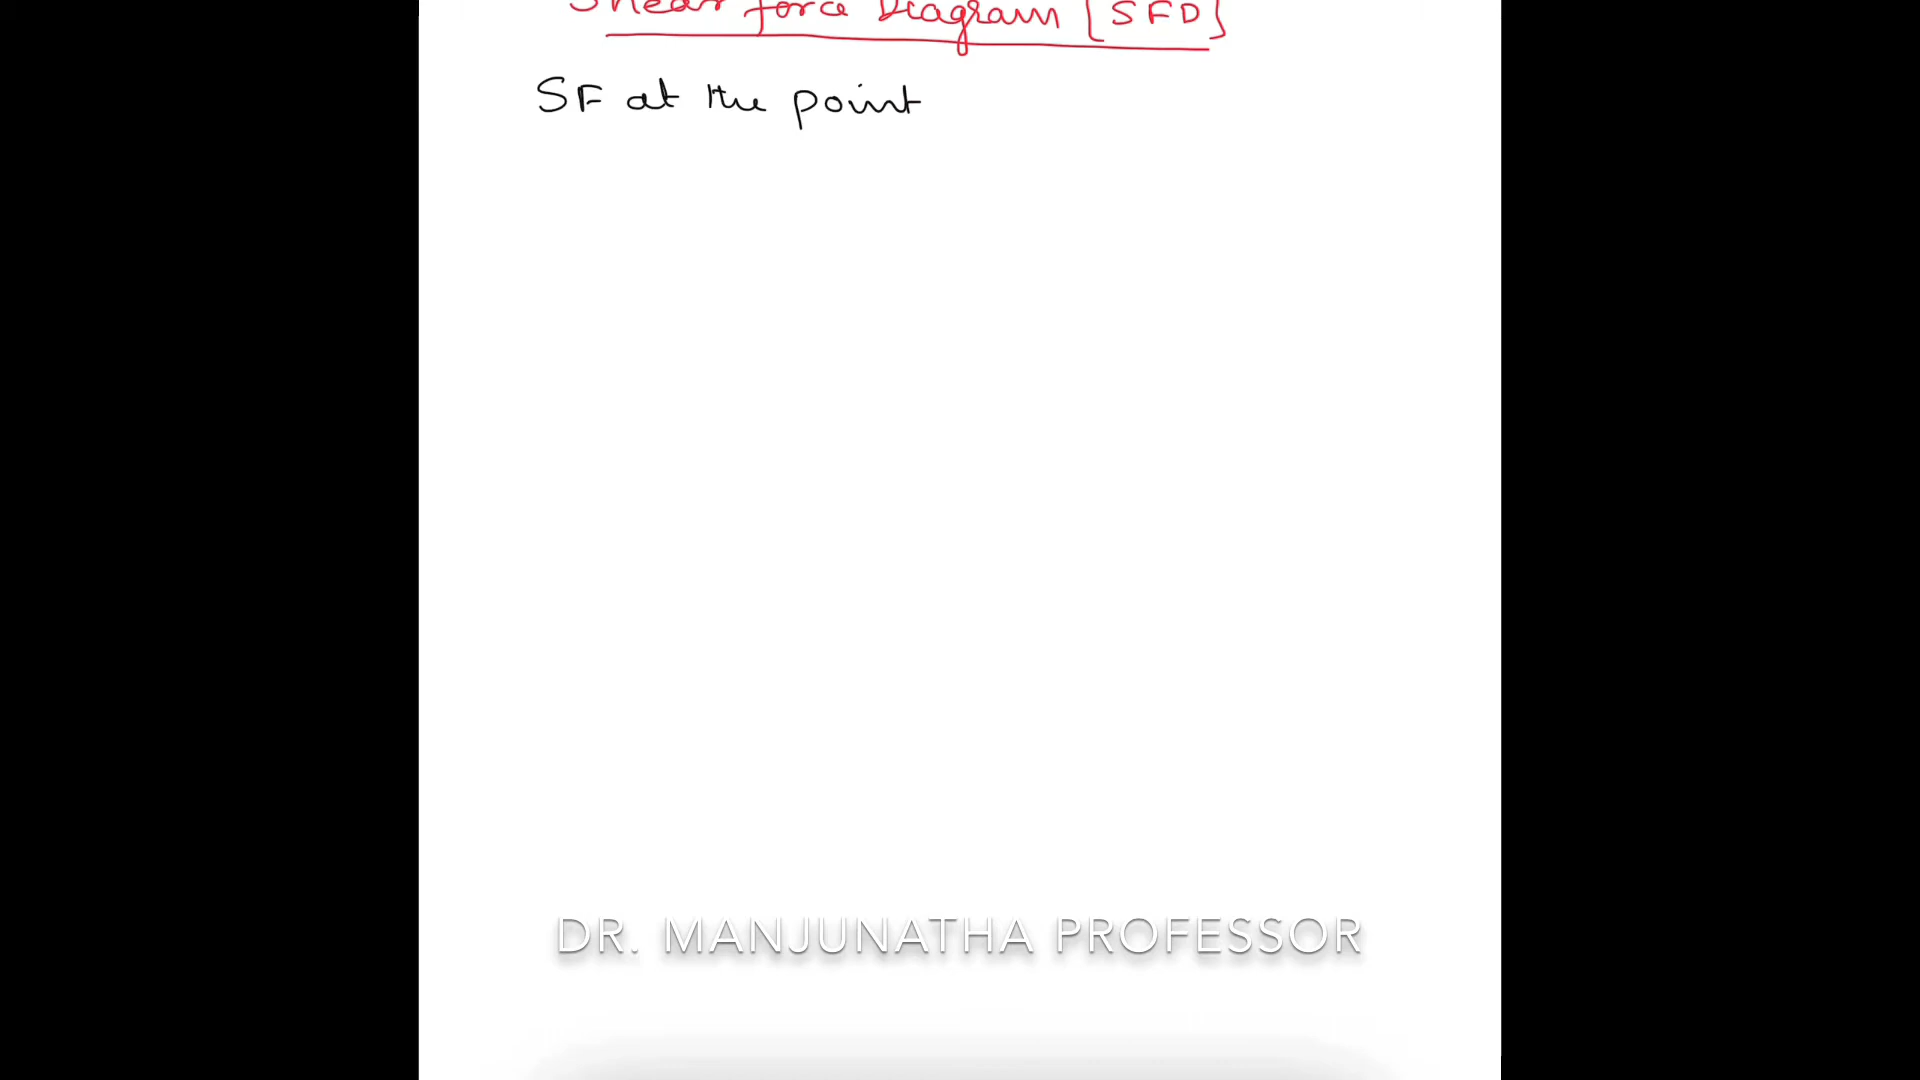 Shear force Diagram [SFD]
SF at the point
DR. MANJUNATHA PROFESSOR